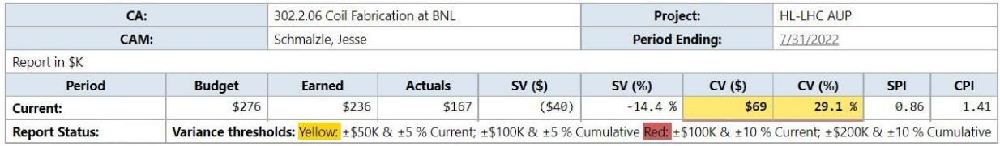 CA: 302.2.06 Coil Fabrication at BNL Project: HL-LHC AUP
CAM: Schmalzle, Jesse Period Ending: 7/31/2022
Report in $K
Period Budget Earned Actuals SV ($) SV (%) CV ($) CV (%) SPI CPI
Current: $276 $236 $167 ($40) -14.4 % $69 29.1 % 0.86 1.41
Report Status: Variance thresholds: Yellow: ±$50K & ±5 % Current; ±$100K & ±5 % Cumulative Red: ±$100K & ±10 % Current; ±$200K & ±10 % Cumulative